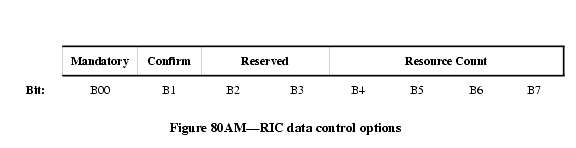 Mandatory Confirm Reserved Resource Count
Bit: B00 B1 B2 B3 B4 B5 B6 B7
Figure 80AM—RIC data control options